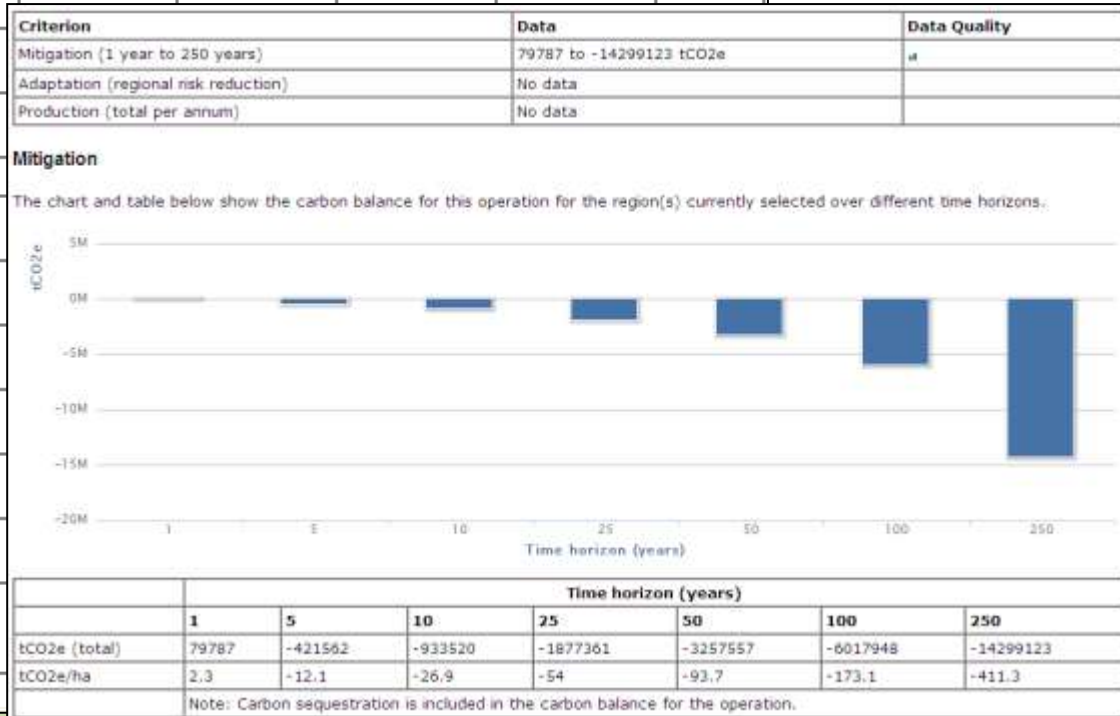 Criterion Data Data Quality
Mitigation (1 year to 250 years) 79787 to -14299123 tCO2e
Adaptation (regional risk reduction) No data
Production (total per annum) No data
Mitigation
The chart and table below show the carbon balance for this operation for the region(s) currently selected over different time horizons.
tCO2e
5M
0M
-5M
-10M
-15M
-20M
1 5 10 25 50 100 250
Time horizon (years)
Time horizon (years)
1 5 10 25 50 100 250
tCO2e (total) 79787 -421562 -933520 -1877361 -3257557 -6017948 -14299123
tCO2e/ha 2.3 -12.1 -26.9 -54 -93.7 -173.1 -411.3
Note: Carbon sequestration is included in the carbon balance for the operation.